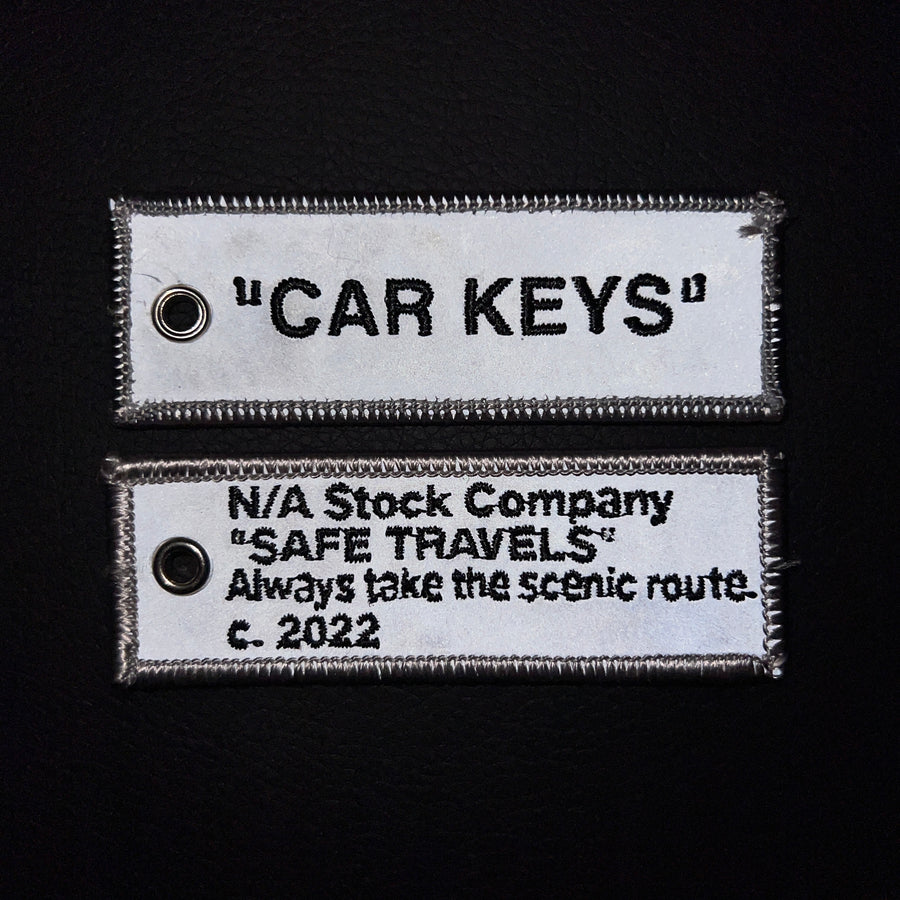 "CAR KEYS"
N/A Stock Company
"SAFE TRAVELS"
Always take the scenic route.
c. 2022